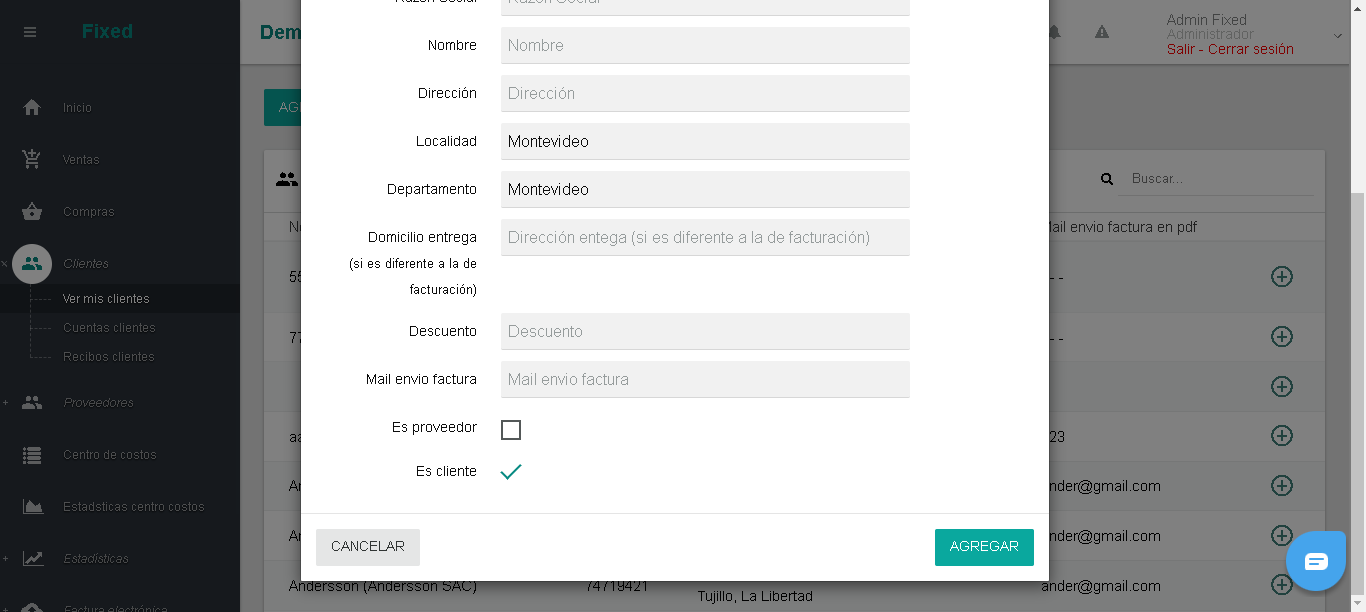 Razón Social
Razón Social
Fixed
Dem
Admin Fixed
Administrador
Salir - Cerrar sesión
Nombre
Nombre
Inicio
AG
Dirección
Dirección
Localidad
Montevideo
Ventas
Departamento
Montevideo
Buscar...
Compras
Domicilio entrega
(si es diferente a la de
facturación)
Dirección entega (si es diferente a la de facturación)
Mail envio factura en pdf
Clientes
55
- -
Ver mis clientes
Cuentas clientes
Descuento
Descuento
77
- -
Recibos clientes
Mail envio factura
Mail envio factura
Proveedores
Es proveedor
aa
23
Centro de costos
Es cliente
Ar
ander@gmail.com
Estadsticas centro costos
CANCELAR
AGREGAR
Ar
ander@gmail.com
Estadísticas
Andersson (Andersson SAC)
74719421
Tujillo, La Libertad
ander@gmail.com
Factura electrónica